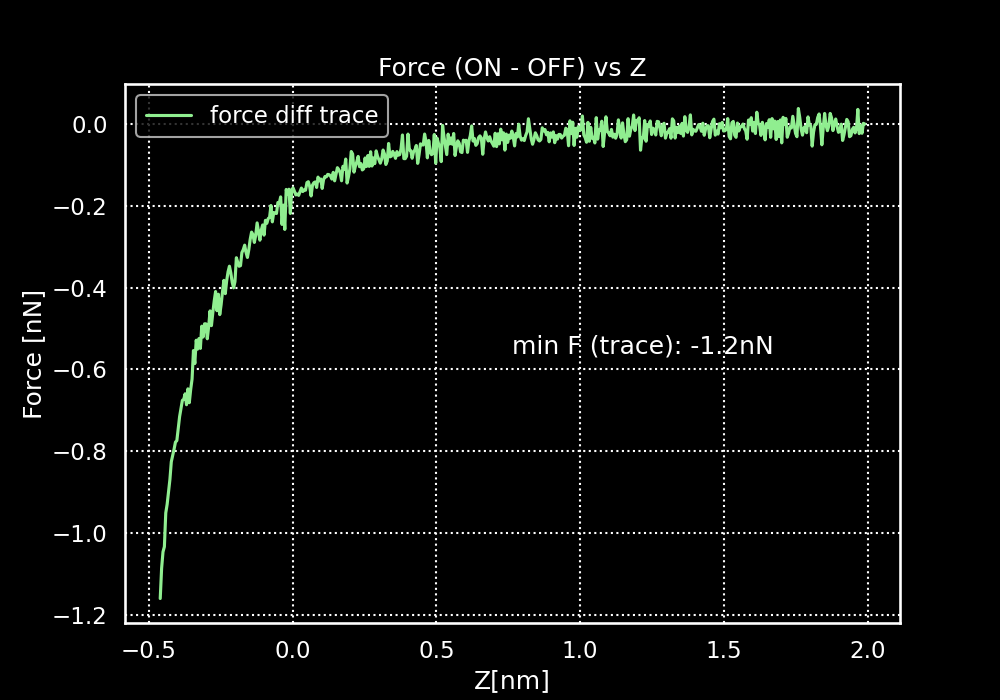 Force (ON - OFF) vs Z
force diff trace
0.0
−0.2
−0.4
−0.6
−0.8
−1.0
−1.2
Force [nN]
min F (trace): -1.2nN
−0.5 0.0 0.5 1.0 1.5 2.0
Z[nm]